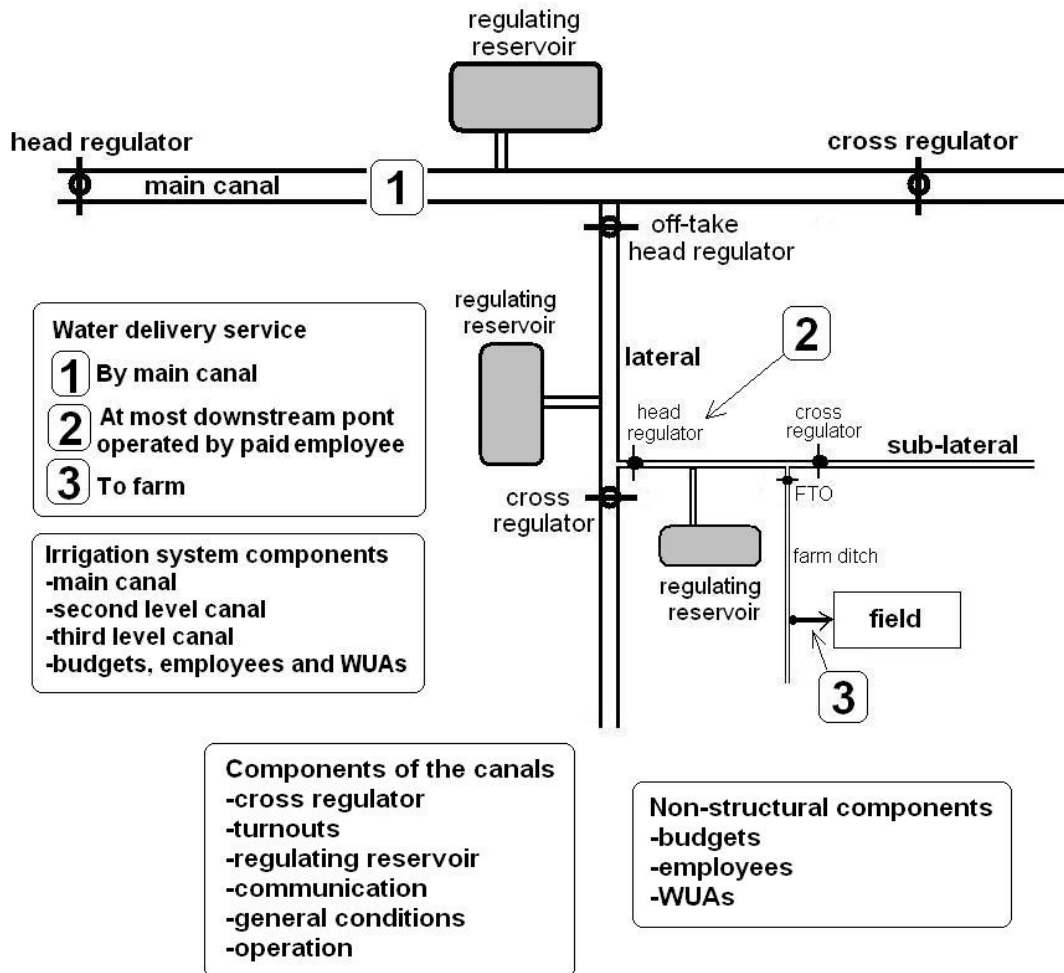 regulating
reservoir
head regulator
cross regulator
main canal
1
off-take
head regulator
regulating
reservoir
2
lateral
head
regulator
cross
regulator
sub-lateral
cross
regulator
FTO
farm ditch
regulating
reservoir
field
3
Water delivery service
1 By main canal
2 At most downstream pont
operated by paid employee
3 To farm
Irrigation system components
-main canal
-second level canal
-third level canal
-budgets, employees and WUAs
Components of the canals
-cross regulator
-turnouts
-regulating reservoir
-communication
-general conditions
-operation
Non-structural components
-budgets
-employees
-WUAs